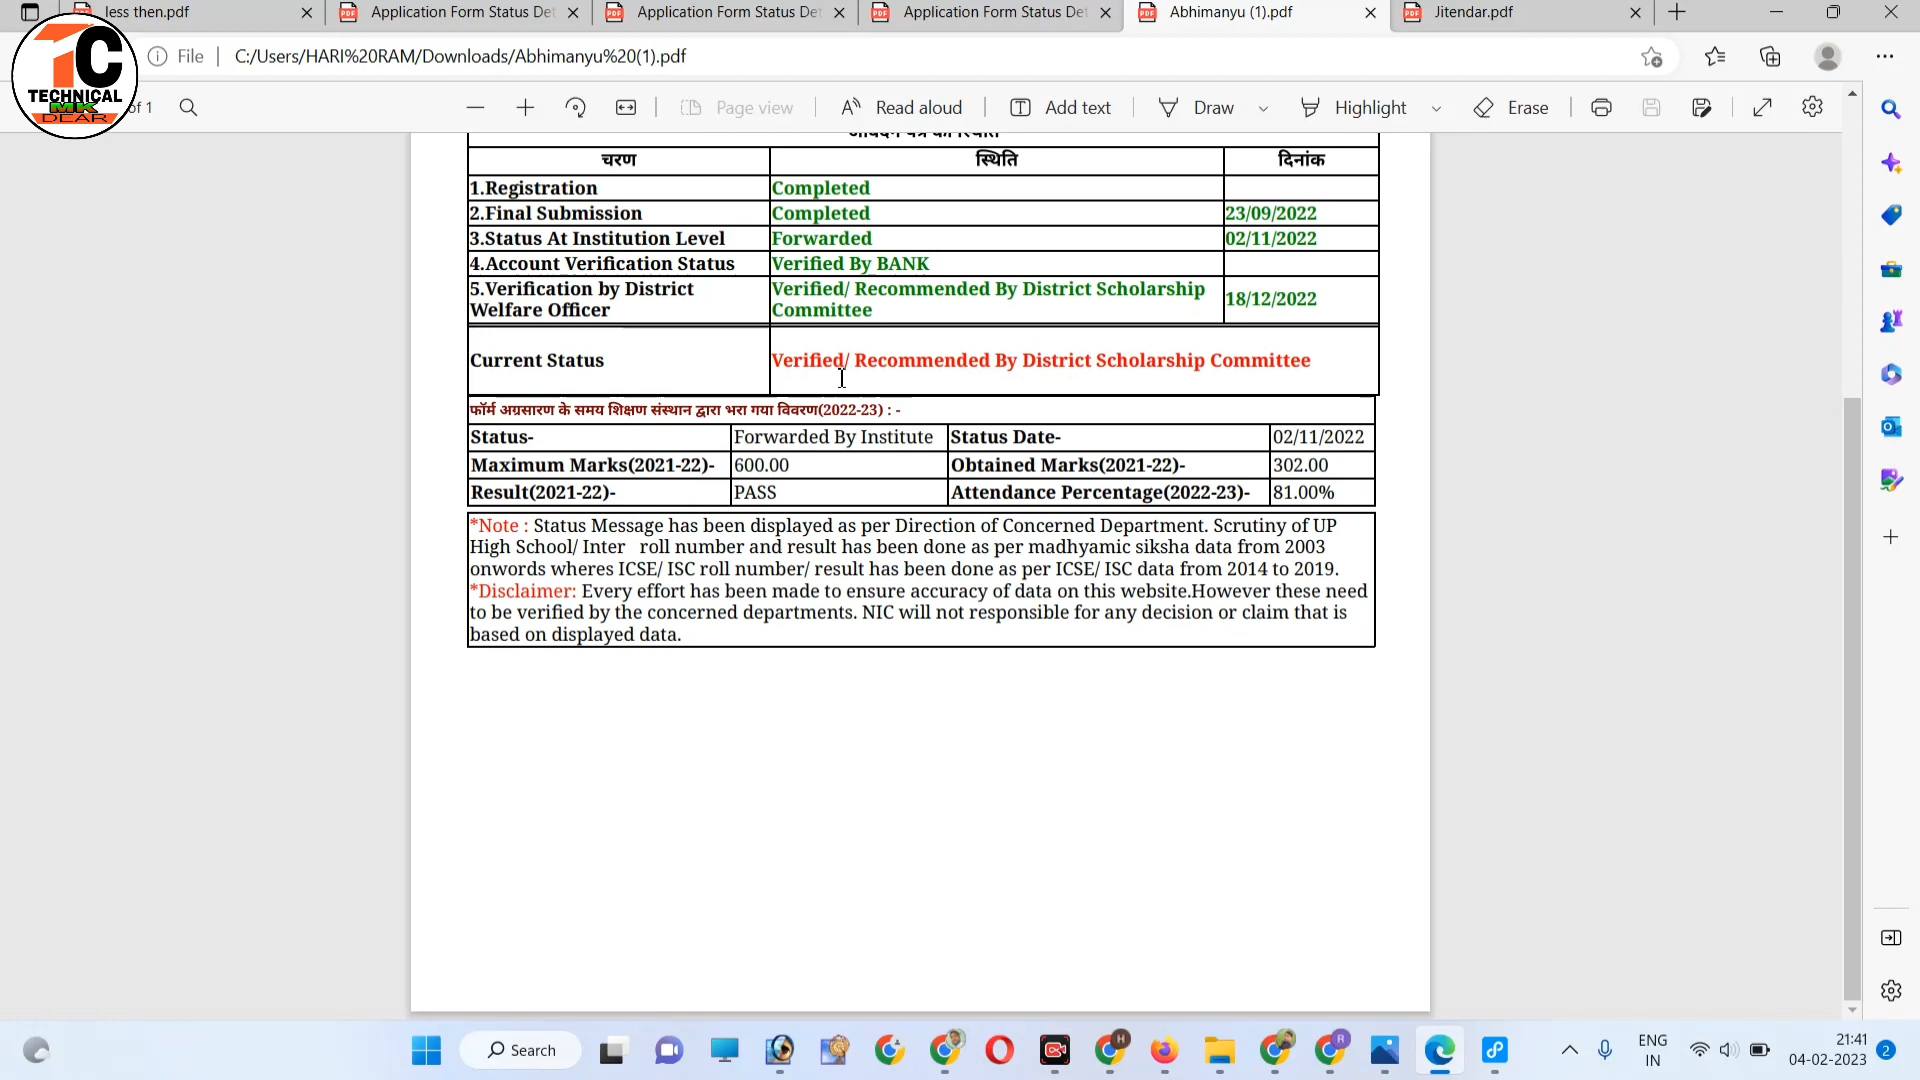 less then.pdf
Application Form Status Det
Application Form Status Det
Application Form Status Det
Abhimanyu (1).pdf
Jitendar.pdf
TC
TECHNICAL
MK
DEAR
File
C:/Users/HARI%20RAM/Downloads/Abhimanyu%20(1).pdf
of 1
Page view
Read aloud
Add text
Draw
Highlight
Erase
चरण स्थिति दिनांक
1.Registration Completed
2.Final Submission Completed 23/09/2022
3.Status At Institution Level Forwarded 02/11/2022
4.Account Verification Status Verified By BANK
5.Verification by District Verified/ Recommended By District Scholarship 18/12/2022
Welfare Officer Committee
Current Status Verified/ Recommended By District Scholarship Committee
फॉर्म अग्रसारण के समय शिक्षण संस्थान द्वारा भरा गया विवरण(2022-23) : -
Status- Forwarded By Institute Status Date- 02/11/2022
Maximum Marks(2021-22)- 600.00 Obtained Marks(2021-22)- 302.00
Result(2021-22)- PASS Attendance Percentage(2022-23)- 81.00%
*Note : Status Message has been displayed as per Direction of Concerned Department. Scrutiny of UP
High School/ Inter roll number and result has been done as per madhyamic siksha data from 2003
onwords wheres ICSE/ ISC roll number/ result has been done as per ICSE/ ISC data from 2014 to 2019.
*Disclaimer: Every effort has been made to ensure accuracy of data on this website.However these need
to be verified by the concerned departments. NIC will not responsible for any decision or claim that is
based on displayed data.
Search
ENG
IN
21:41
04-02-2023
2